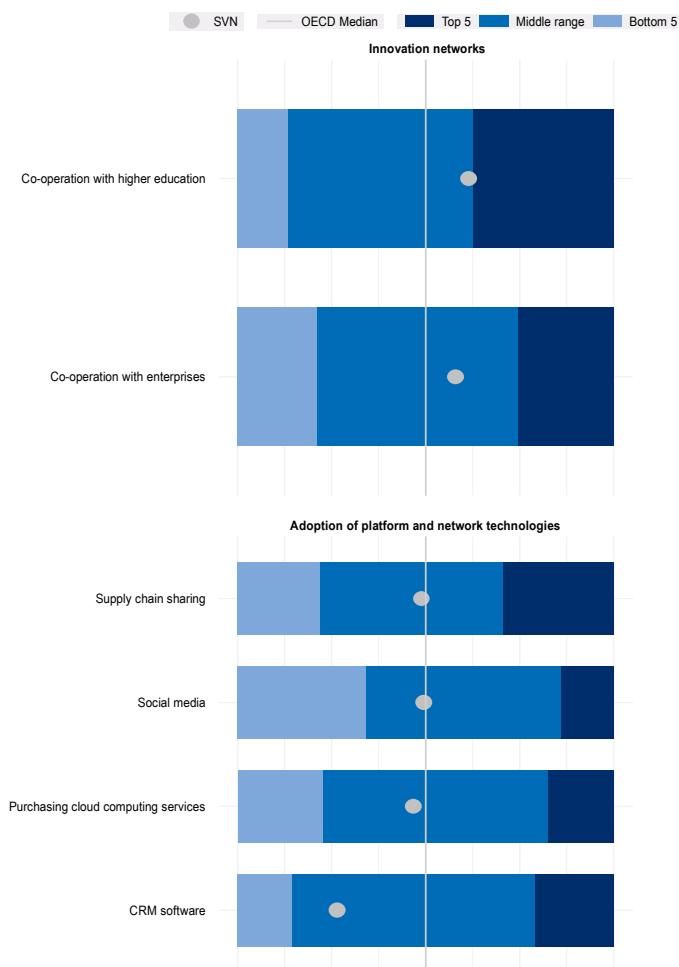 SVN OECD Median Top 5 Middle range Bottom 5
Innovation networks
Co-operation with higher education
Co-operation with enterprises
Adoption of platform and network technologies
Supply chain sharing
Social media
Purchasing cloud computing services
CRM software